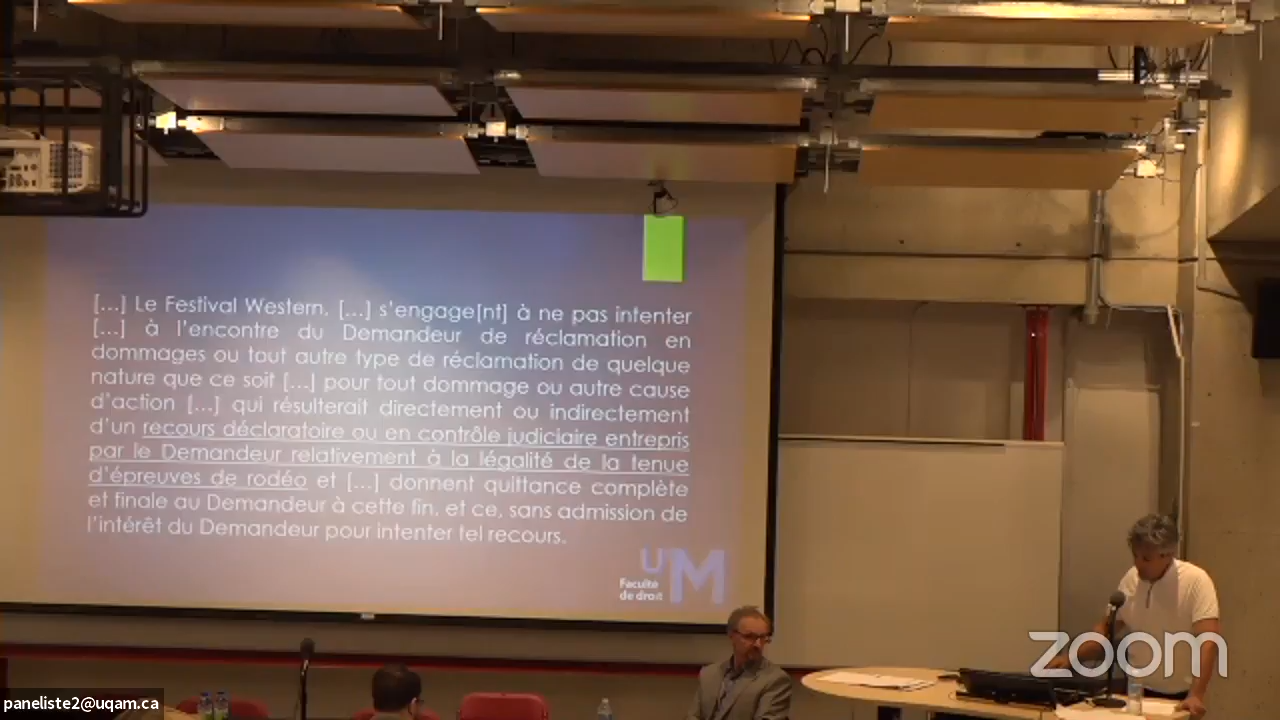 [...] Le Festival Western, [...] s'engage[nt] à ne pas intenter
[...] à l'encontre du Demandeur de réclamation en
dommages ou tout autre type de réclamation de quelque
nature que ce soit [...] pour tout dommage ou autre cause
d'action [...] qui résulterait directement ou indirectement
d'un recours déclaratoire ou en contrôle judiciaire entrepris
par le Demandeur relativement à la légalité de la tenue
d'épreuves de rodéo et [...] donnent quittance complète
et finale au Demandeur à cette fin, et ce, sans admission de
l'intérêt du Demandeur pour intenter tel recours.
UM
Faculté
de droit
zoom
paneliste2@uqam.ca